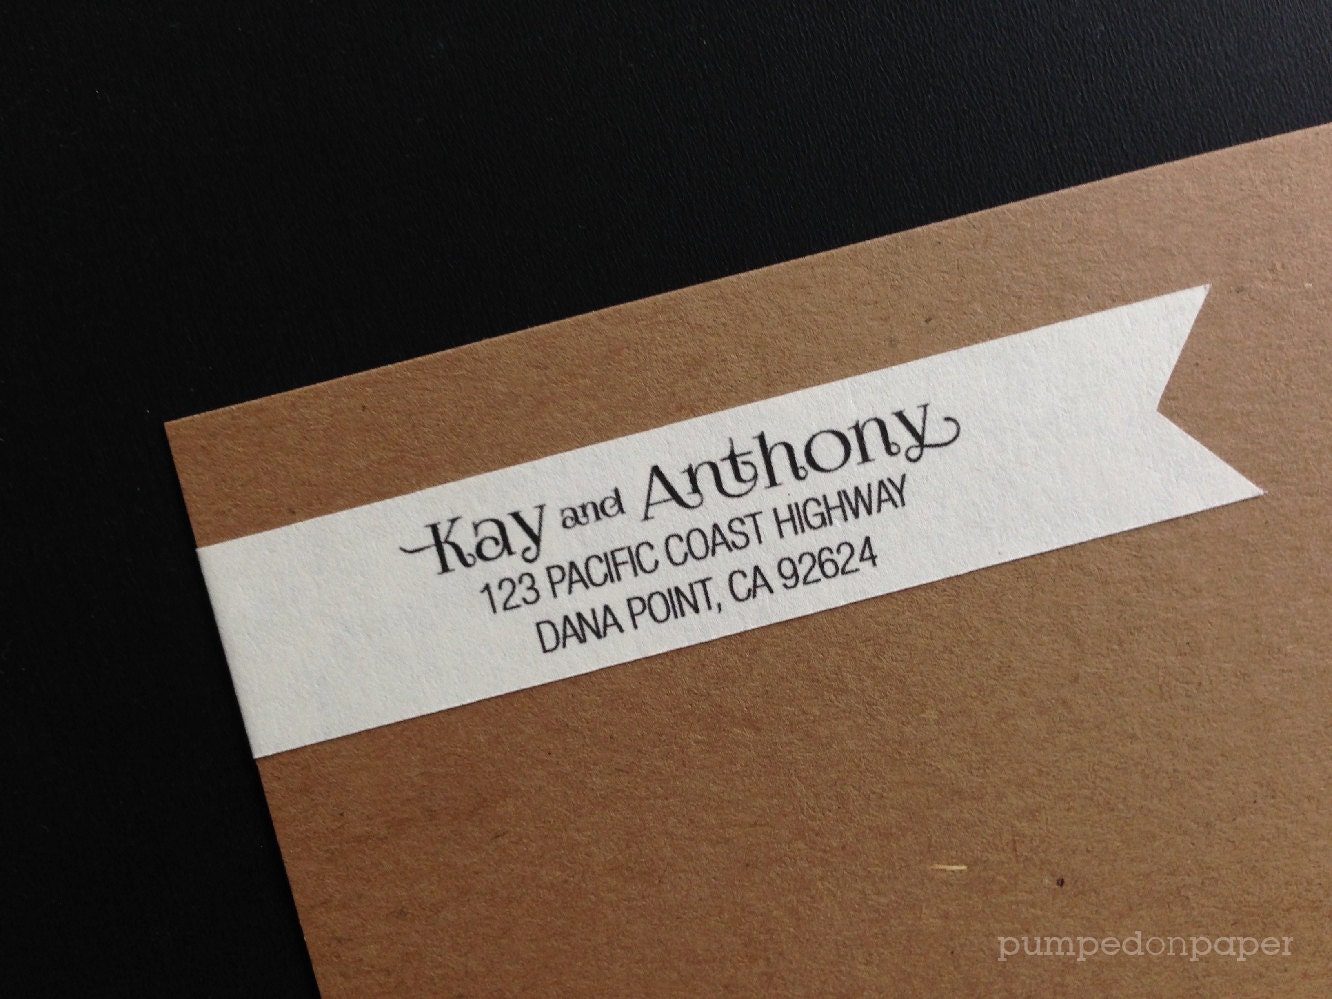 Kay and Anthony
123 PACIFIC COAST HIGHWAY
DANA POINT, CA 92624
pumpedonpaper